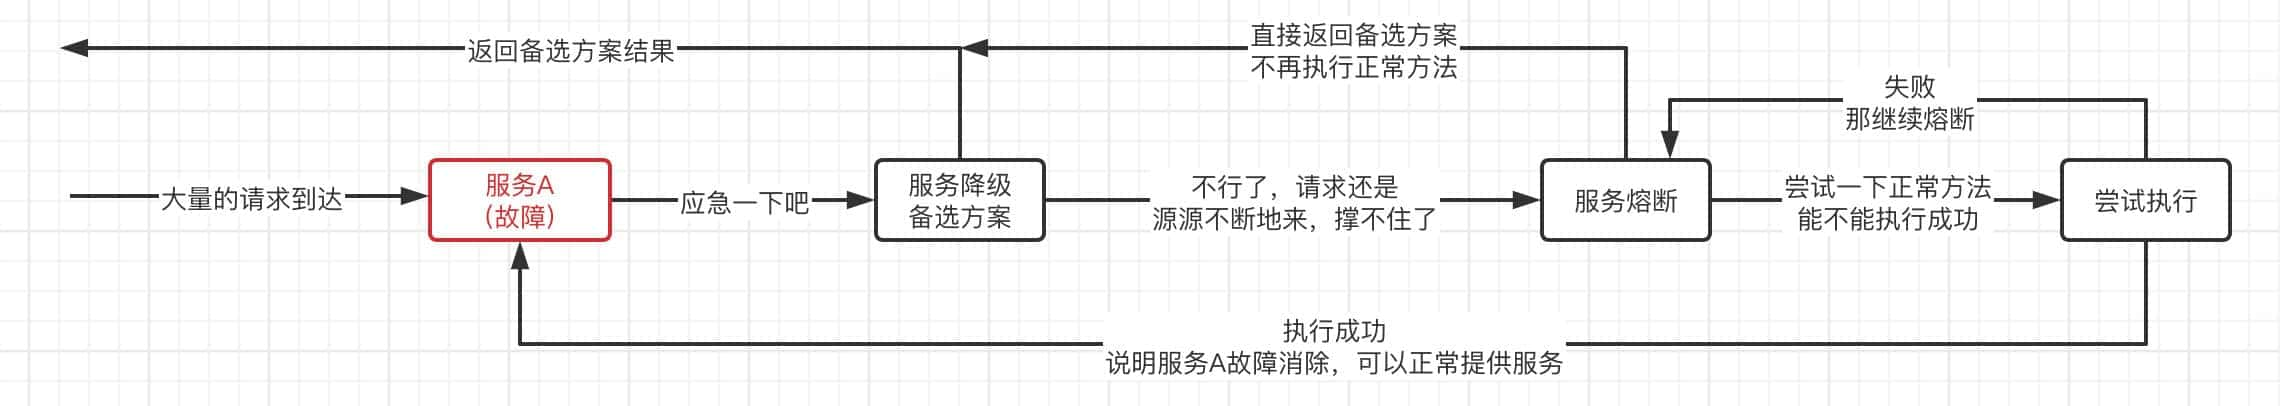 返回备选方案结果
直接返回备选方案
不再执行正常方法
失败
那继续熔断
大量的请求到达
服务A
(故障)
应急一下吧
服务降级
备选方案
不行了，请求还是
源源不断地来，撑不住了
服务熔断
尝试一下正常方法
能不能执行成功
尝试执行
执行成功
说明服务A故障消除，可以正常提供服务